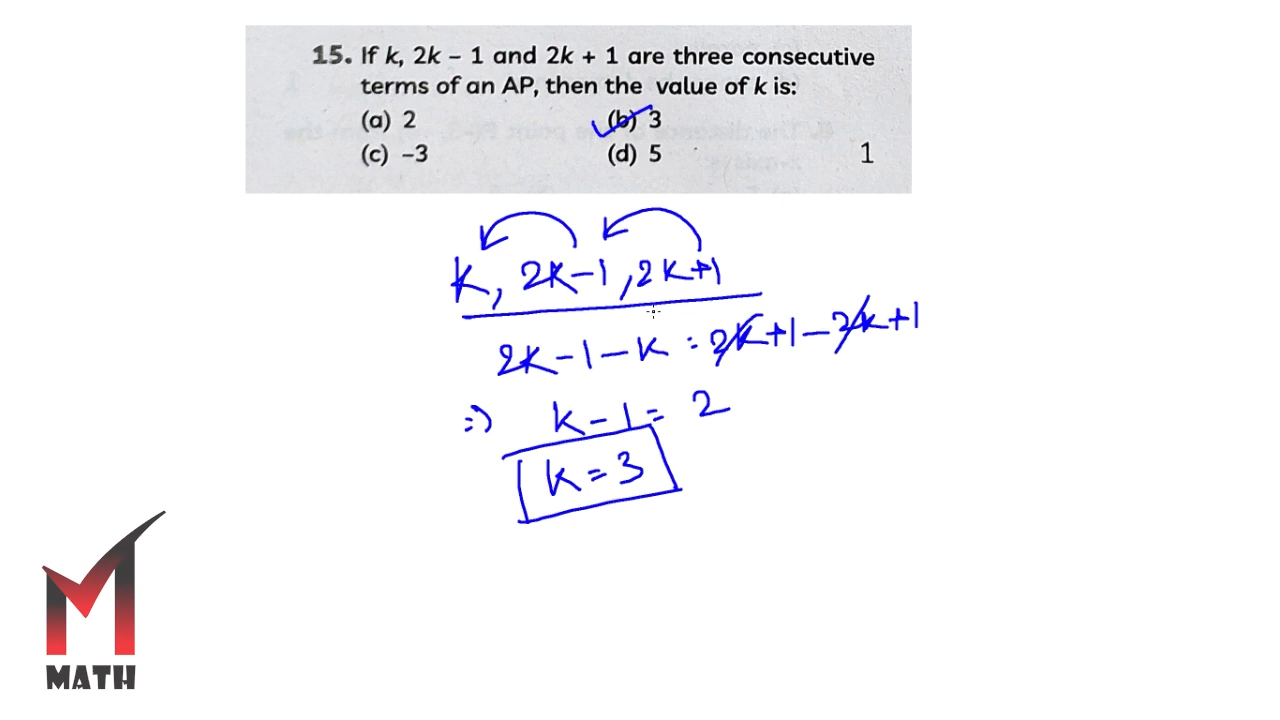 15. If k, 2k – 1 and 2k + 1 are three consecutive
terms of an AP, then the value of k is:
(a) 2 (b) 3
(c) –3 (d) 5 1
k, 2k-1, 2k+1
2k-1-k = 2k+1-2k+1
=> k-1 = 2
k = 3
MATH